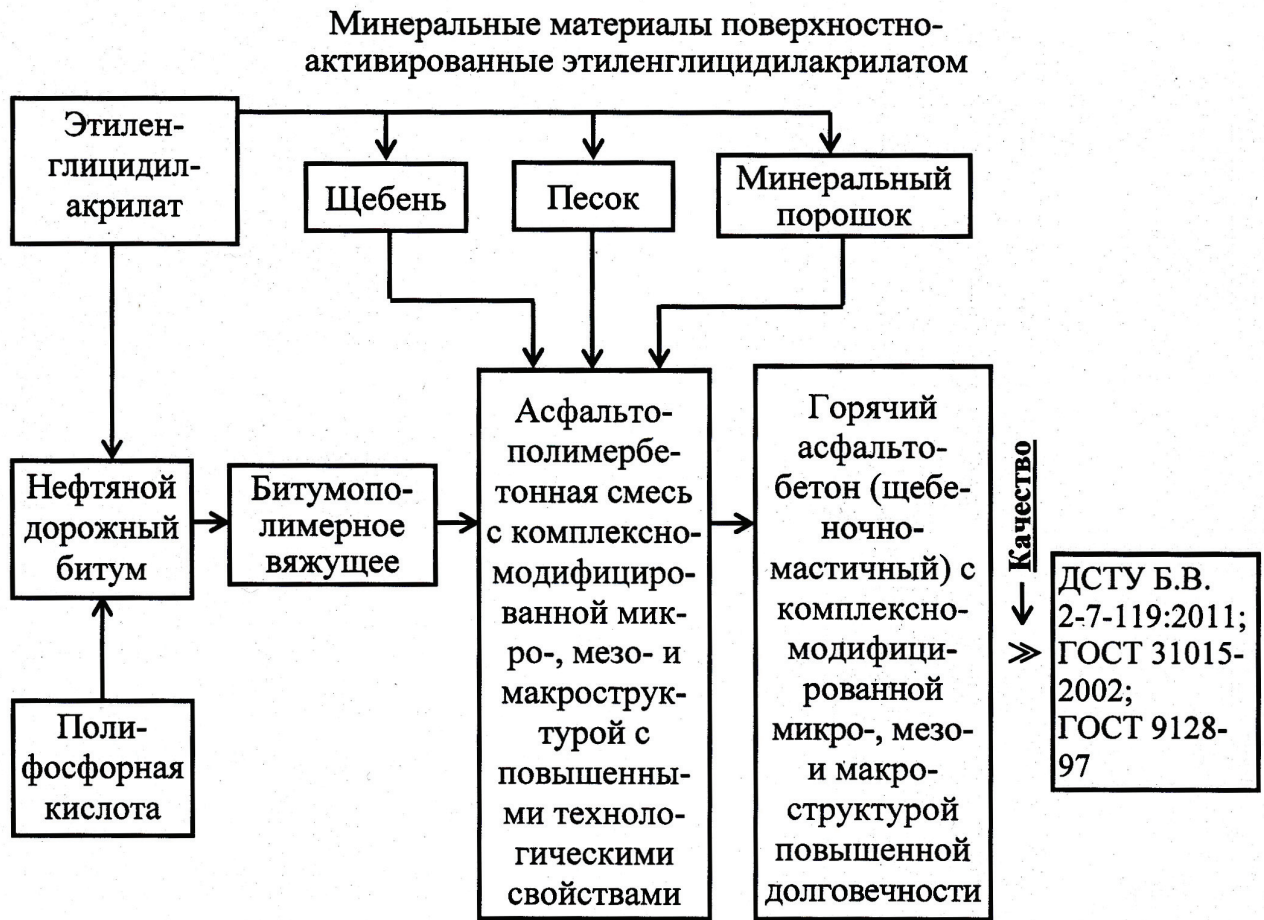 Минеральные материалы поверхностно-
активированные этиленглицидилакрилатом
Этилен-
глицидил-
акрилат
Щебень
Песок
Минеральный
порошок
Нефтяной
дорожный
битум
Битумопо-
лимерное
вяжущее
Поли-
фосфорная
кислота
Асфальто-
полимербе-
тонная смесь
с комплексно-
модифициро-
ванной мик-
ро-, мезо- и
макрострук-
турой с
повышенны-
ми техноло-
гическими
свойствами
Горячий
асфальто-
бетон (щебе-
ночно-
мастичный) с
комплексно-
модифици-
рованной
микро-, мезо-
и макро-
структурой
повышенной
долговечности
Качество
ДСТУ Б.В.
2-7-119:2011;
ГОСТ 31015-
2002;
ГОСТ 9128-
97